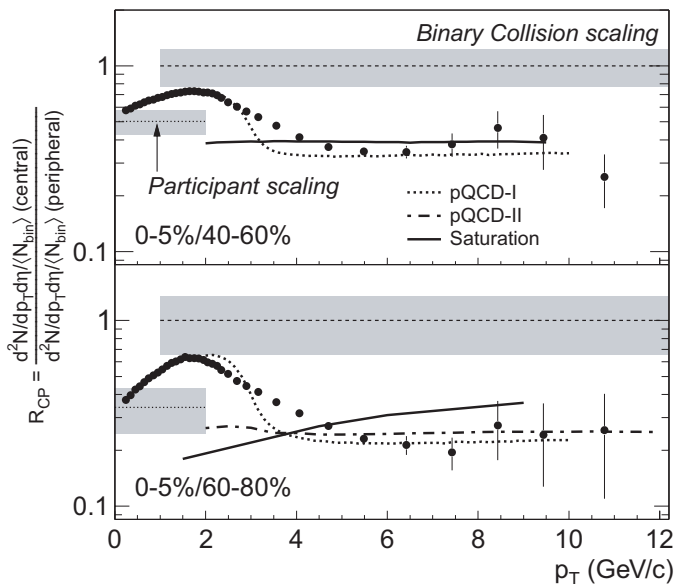 R_CP = d²N/dp_T dη/⟨N_bin⟩ (central)
d²N/dp_T dη/⟨N_bin⟩ (peripheral)
1
Binary Collision scaling
Participant scaling
pQCD-I
pQCD-II
Saturation
0-5%/40-60%
0.1
1
0-5%/60-80%
0.1
0 2 4 6 8 10 12
p_T (GeV/c)